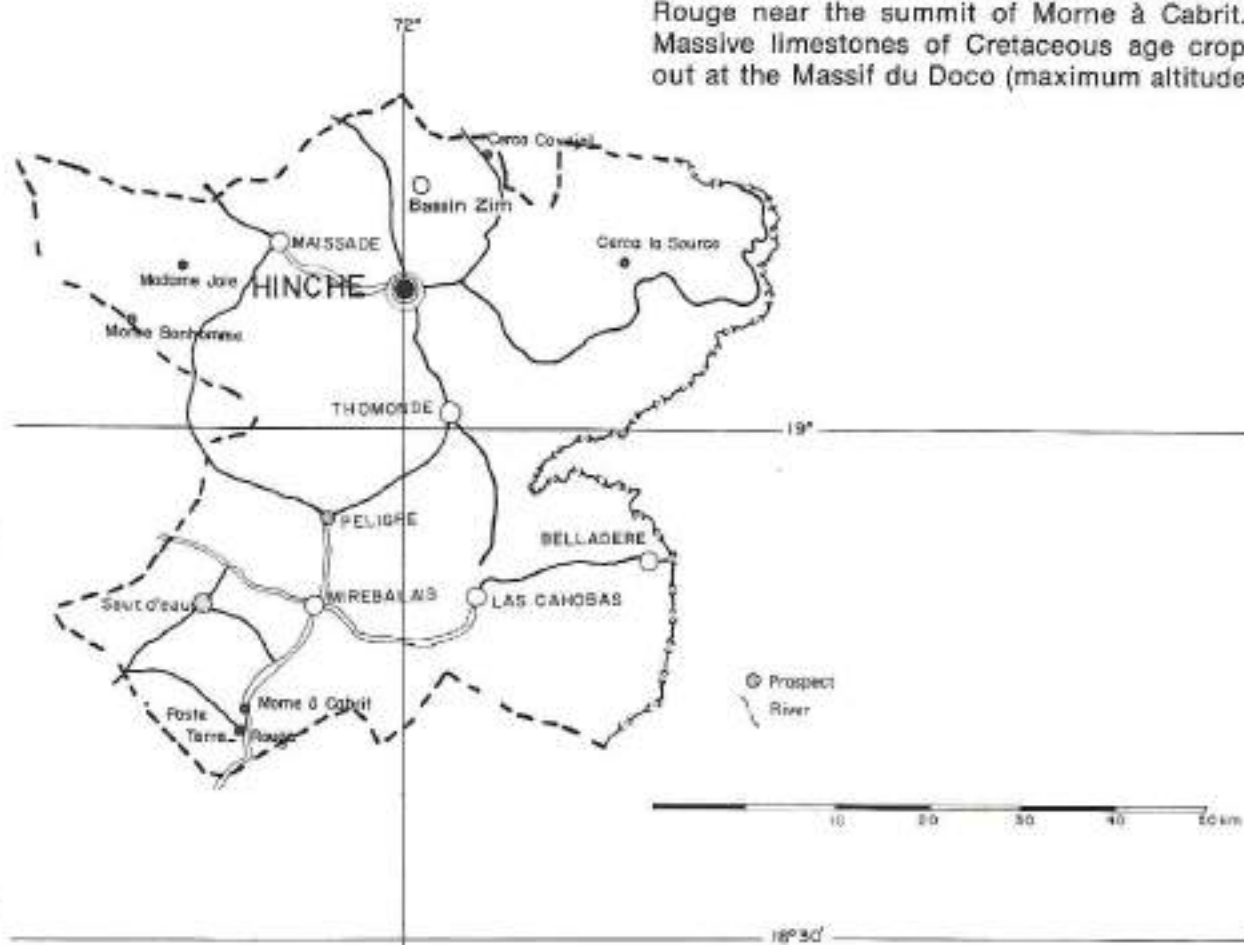 Rouge near the summit of Morne à Cabrit.
Massive limestones of Cretaceous age crop
out at the Massif du Doco (maximum altitude
72°
Cerca Cavajal
Bassin Zim
MAISSADE
Cerca la Source
Madame Joie
HINCHE
Morne Bonhomme
THOMONDE
19°
PELIGRE
BELLADERE
Saut d'eau
MIREBALAIS
LAS CAHOBAS
Prospect
River
Morne à Cabrit
Poste
Terre Rouge
10 20 30 40 50 km
18°30'